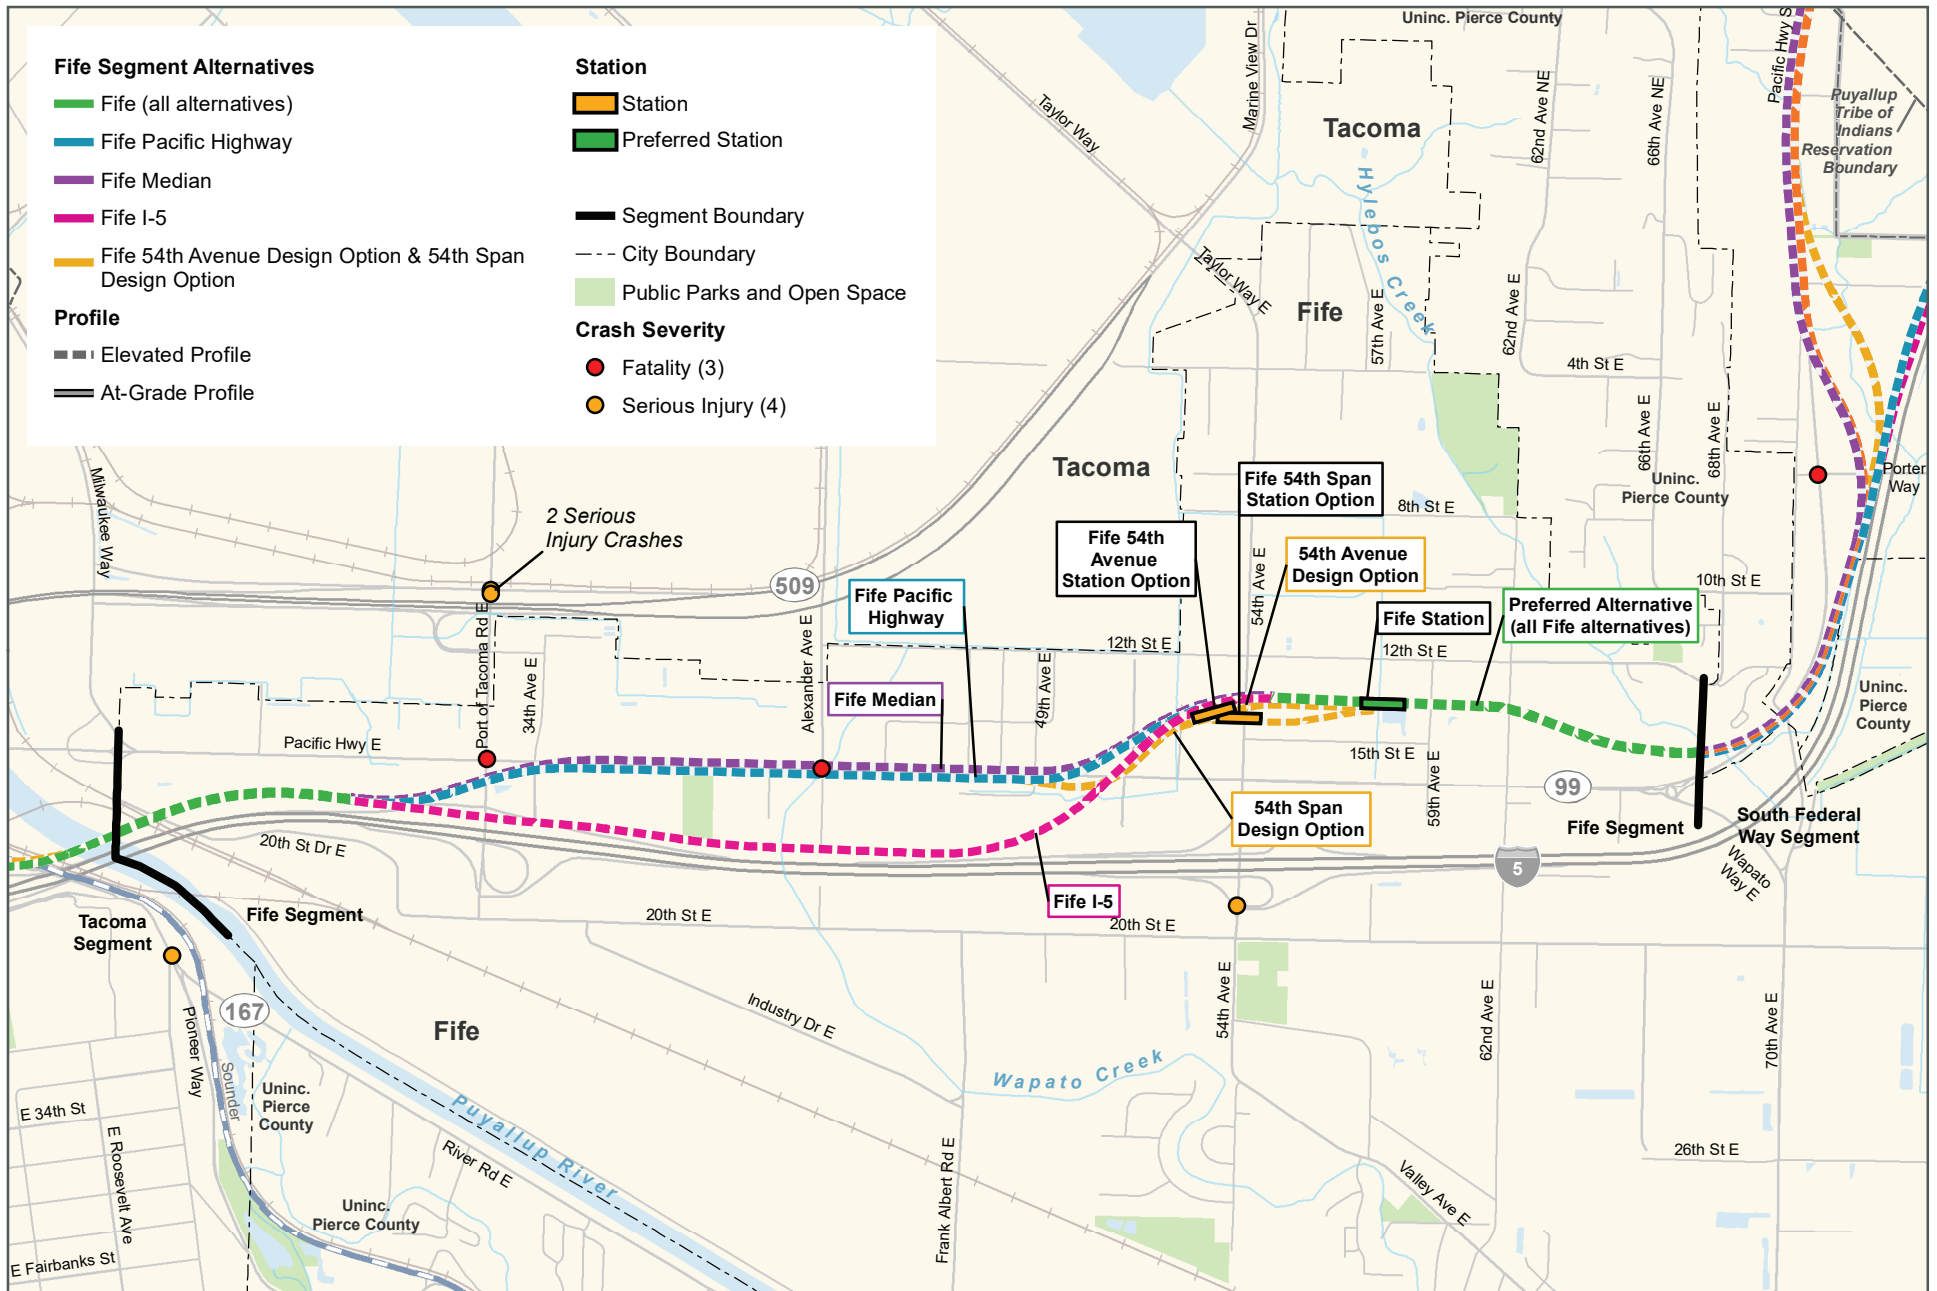 Fife Segment Alternatives
Fife (all alternatives)
Fife Pacific Highway
Fife Median
Fife I-5
Fife 54th Avenue Design Option & 54th Span
Design Option
Profile
Elevated Profile
At-Grade Profile
Station
Station
Preferred Station
Segment Boundary
City Boundary
Public Parks and Open Space
Crash Severity
Fatality (3)
Serious Injury (4)
Uninc. Pierce County
Marine View Dr
Taylor Way
Tacoma
62nd Ave NE
66th Ave NE
Pacific Hwy S
Puyallup
Tribe of
Indians
Reservation
Boundary
Hylebos Creek
Taylor Way E
Fife
57th Ave E
62nd Ave E
4th St E
66th Ave E
68th Ave E
Tacoma
Uninc.
Pierce County
Porter
Way
Milwaukee Way
2 Serious
Injury Crashes
509
Fife 54th Span
Station Option
8th St E
Fife 54th
Avenue
Station Option
54th Ave E
54th Avenue
Design Option
10th St E
Fife Pacific
Highway
Fife Station
Preferred Alternative
(all Fife alternatives)
Port of Tacoma Rd E
34th Ave E
Alexander Ave E
49th Ave E
12th St E
12th St E
Fife Median
Uninc.
Pierce
County
Pacific Hwy E
15th St E
59th Ave E
99
54th Span
Design Option
Fife Segment
South Federal
Way Segment
20th St Dr E
5
Wapato
Way E
Fife I-5
Tacoma
Segment
Fife Segment
20th St E
20th St E
167
Pioneer Way
Sounder
Fife
Industry Dr E
54th Ave E
62nd Ave E
70th Ave E
Wapato Creek
Uninc.
Pierce
County
E 34th St
E Roosevelt Ave
Puyallup River
River Rd E
Frank Albert Rd E
Valley Ave E
26th St E
Uninc.
Pierce County
E Fairbanks St